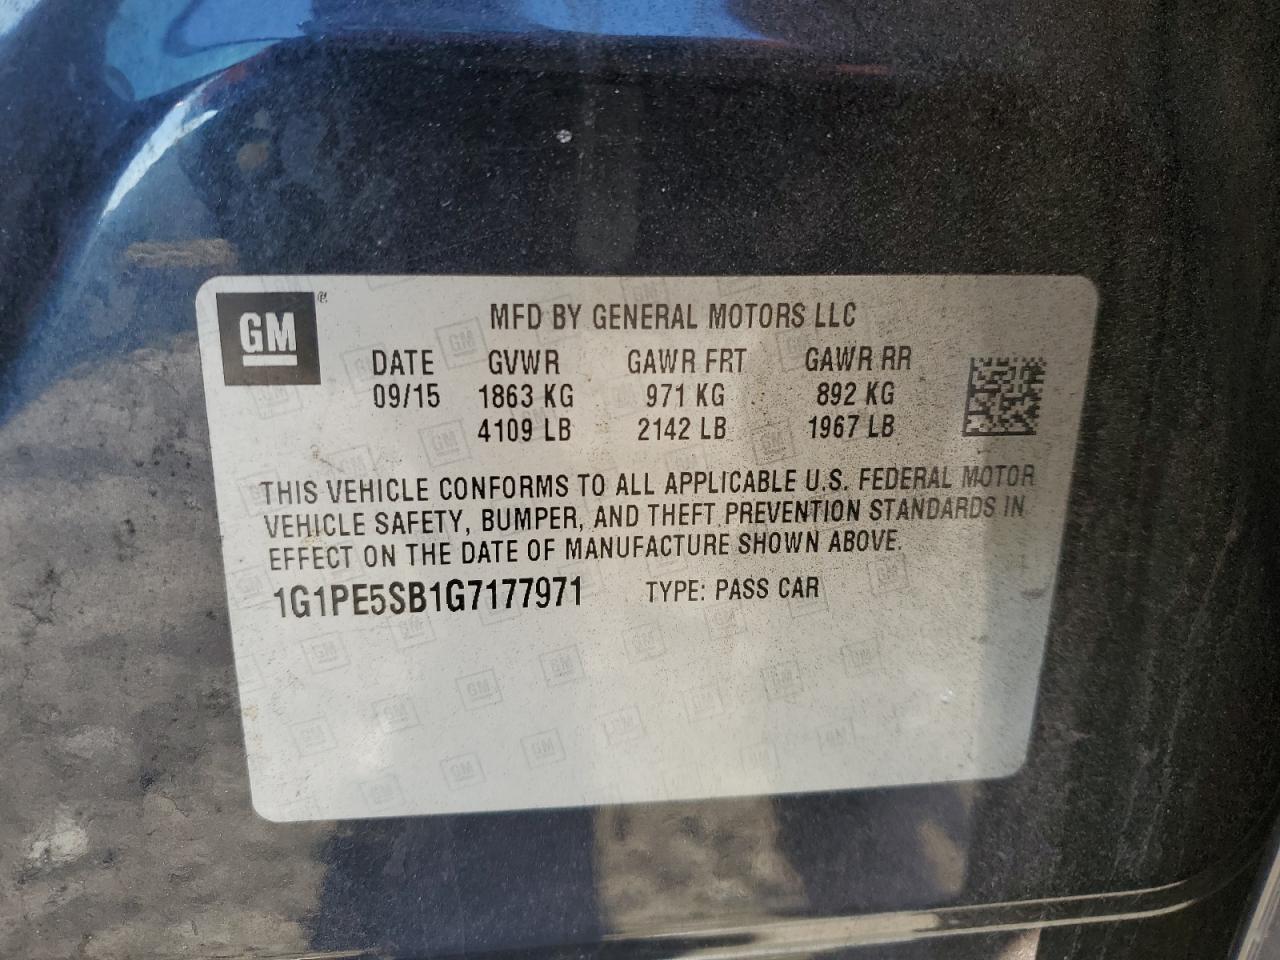 GM®
MFD BY GENERAL MOTORS LLC
DATE GVWR GAWR FRT GAWR RR
09/15 1863 KG 971 KG 892 KG
4109 LB 2142 LB 1967 LB
THIS VEHICLE CONFORMS TO ALL APPLICABLE U.S. FEDERAL MOTOR
VEHICLE SAFETY, BUMPER, AND THEFT PREVENTION STANDARDS IN
EFFECT ON THE DATE OF MANUFACTURE SHOWN ABOVE.
1G1PE5SB1G7177971 TYPE: PASS CAR